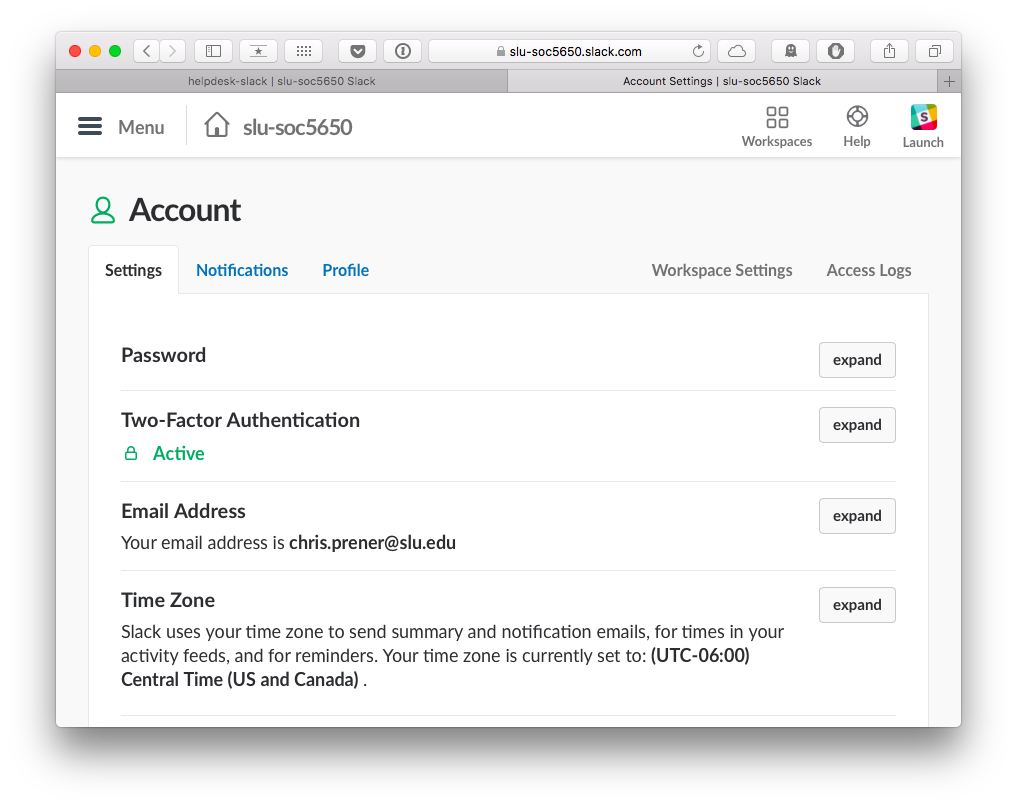 slu-soc5650.slack.com
helpdesk-slack | slu-soc5650 Slack
Account Settings | slu-soc5650 Slack
Menu
slu-soc5650
Workspaces
Help
S
Launch
Account
Settings
Notifications
Profile
Workspace Settings
Access Logs
Password
expand
Two-Factor Authentication
expand
Active
Email Address
expand
Your email address is chris.prener@slu.edu
Time Zone
expand
Slack uses your time zone to send summary and notification emails, for times in your
activity feeds, and for reminders. Your time zone is currently set to: (UTC-06:00)
Central Time (US and Canada) .